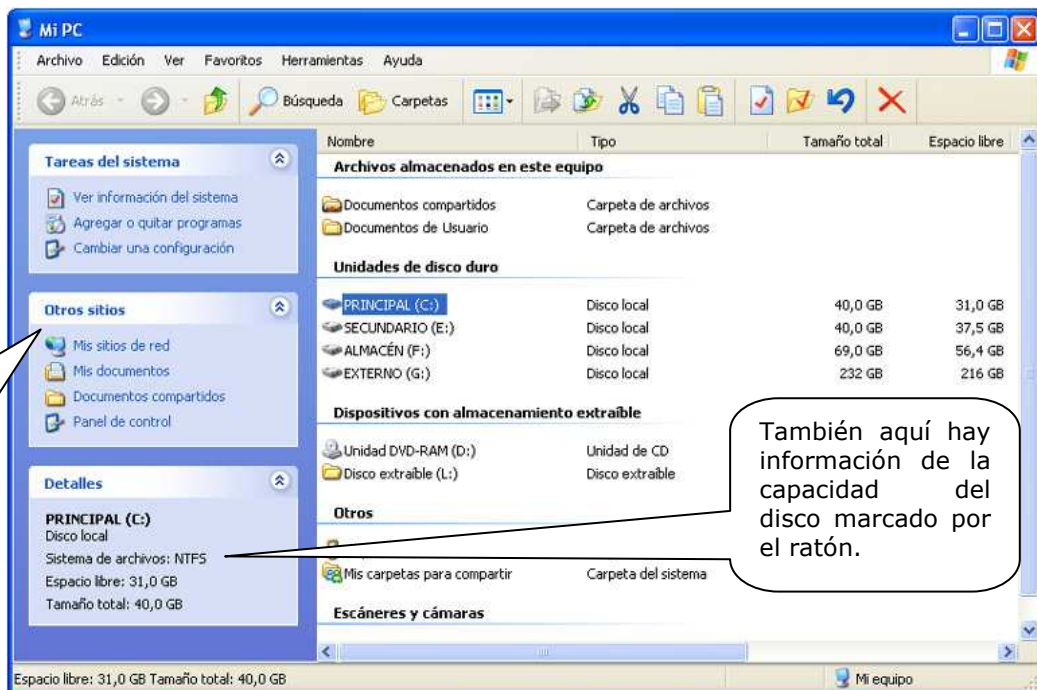 Mi PC
Archivo Edición Ver Favoritos Herramientas Ayuda
Atrás Búsqueda Carpetas
Tareas del sistema
Ver información del sistema
Agregar o quitar programas
Cambiar una configuración
Otros sitios
Mis sitios de red
Mis documentos
Documentos compartidos
Panel de control
Detalles
PRINCIPAL (C:)
Disco local
Sistema de archivos: NTFS
Espacio libre: 31,0 GB
Tamaño total: 40,0 GB
Nombre Tipo Tamaño total Espacio libre
Archivos almacenados en este equipo
Documentos compartidos Carpeta de archivos
Documentos de Usuario Carpeta de archivos
Unidades de disco duro
PRINCIPAL (C:) Disco local 40,0 GB 31,0 GB
SECUNDARIO (E:) Disco local 40,0 GB 37,5 GB
ALMACÉN (F:) Disco local 69,0 GB 56,4 GB
EXTERNO (G:) Disco local 232 GB 216 GB
Dispositivos con almacenamiento extraíble
Unidad DVD-RAM (D:) Unidad de CD
Disco extraíble (L:) Disco extraíble
Otros
Mis carpetas para compartir Carpeta del sistema
Escáneres y cámaras
También aquí hay
información de la
capacidad del
disco marcado por
el ratón.
Espacio libre: 31,0 GB Tamaño total: 40,0 GB Mi equipo